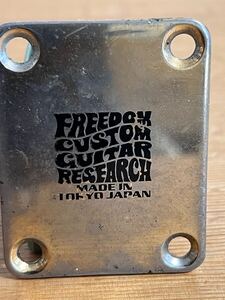 FREEDOM
CUSTOM
GUITAR
RESEARCH
MADE IN
TOKYO JAPAN